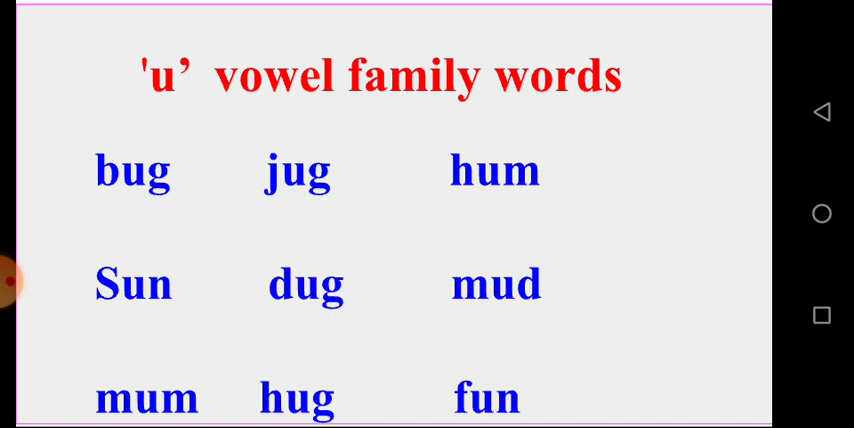 'u’ vowel family words
bug jug hum
Sun dug mud
mum hug fun